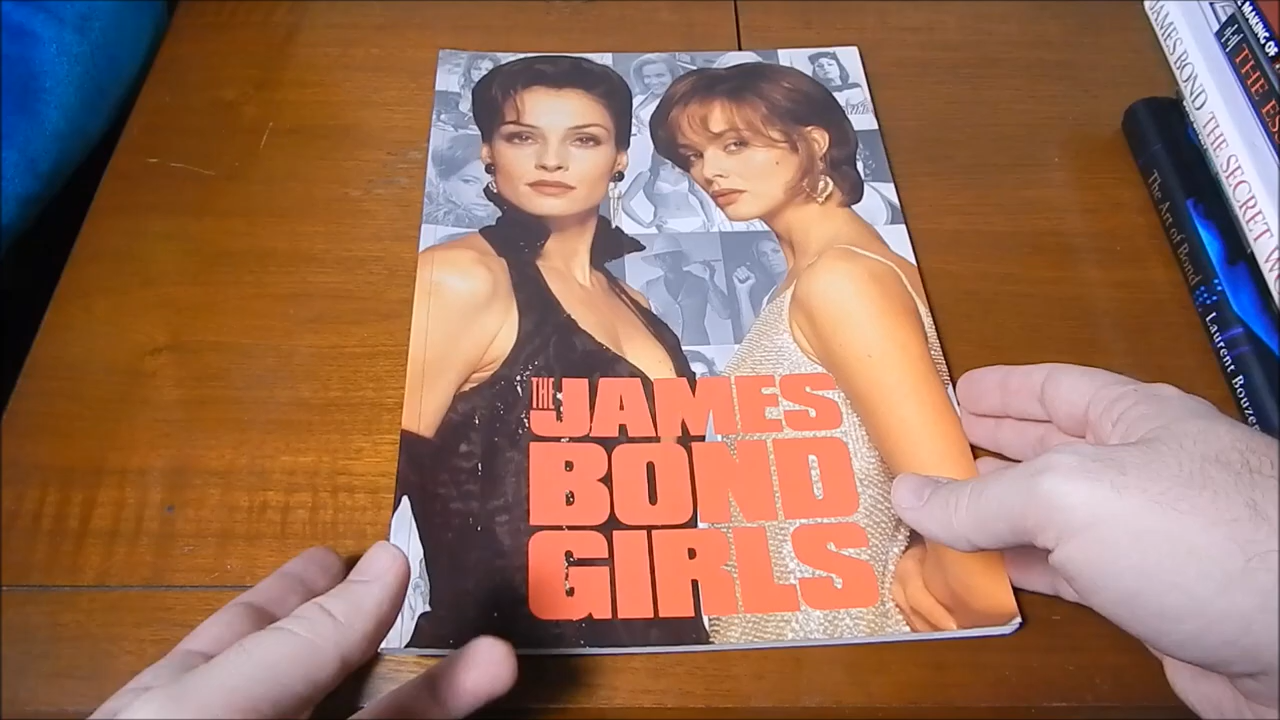 THE JAMES
BOND
GIRLS
JAMES BOND THE SECRET W
MAKING OF
THE ES
The Art of Bond
Laurent Bouze